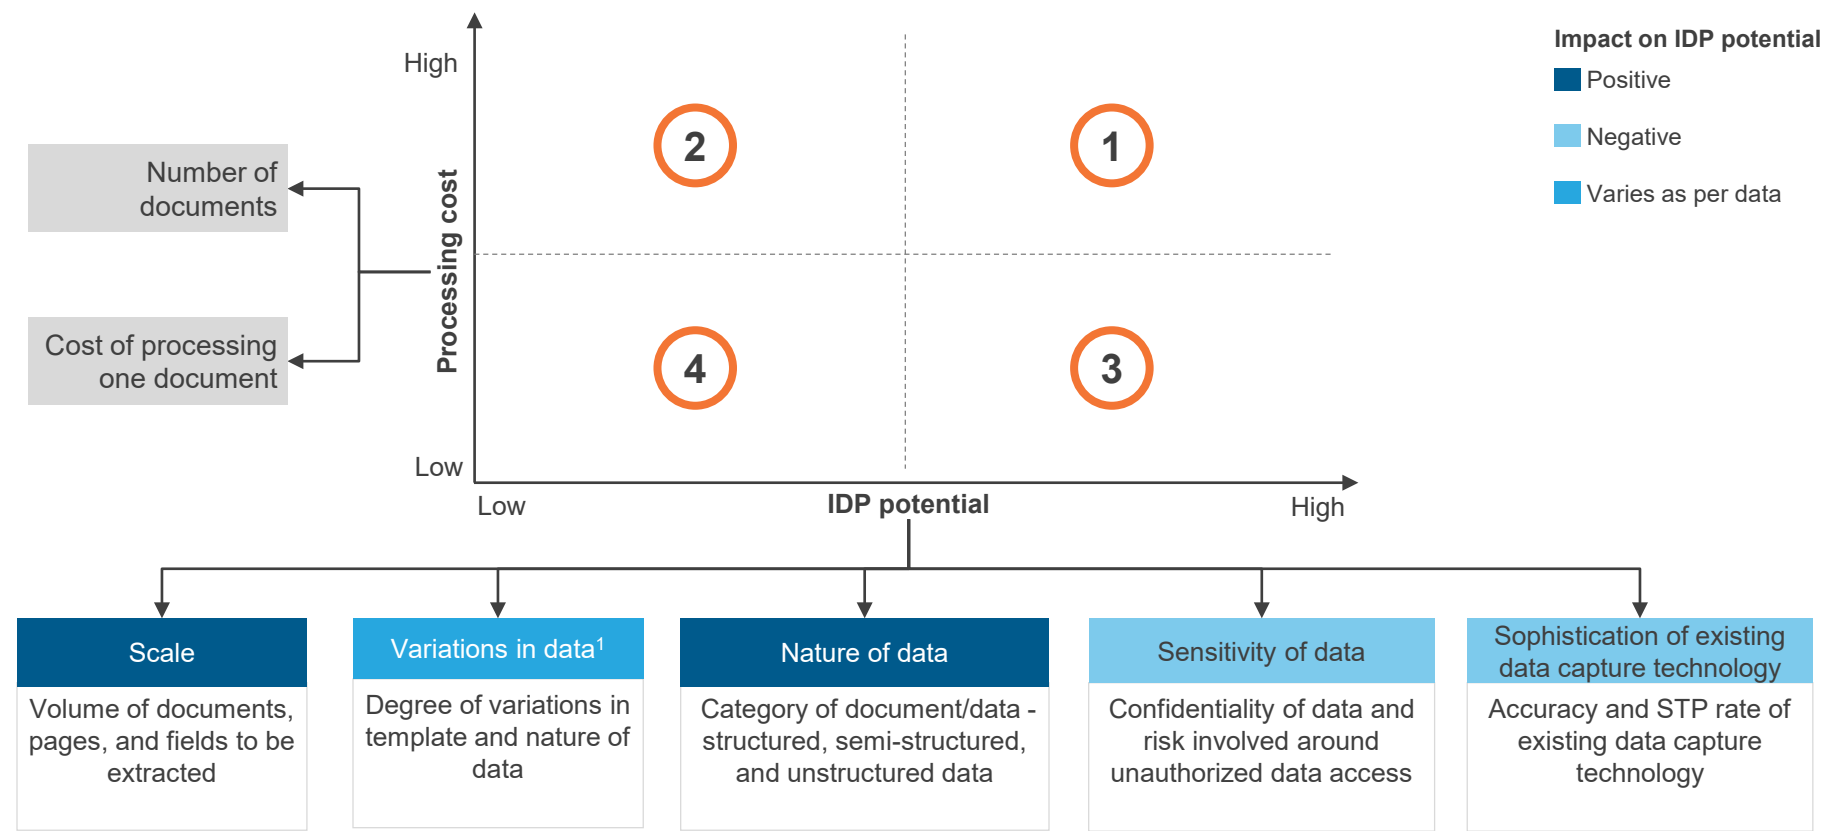 High
2
1
Processing cost
Number of
documents
Cost of processing
one document
4
3
Low
Low
IDP potential
High
Impact on IDP potential
Positive
Negative
Varies as per data
Scale
Volume of documents,
pages, and fields to be
extracted
Variations in data¹
Degree of variations in
template and nature of
data
Nature of data
Category of document/data -
structured, semi-structured,
and unstructured data
Sensitivity of data
Confidentiality of data and
risk involved around
unauthorized data access
Sophistication of existing
data capture technology
Accuracy and STP rate of
existing data capture
technology